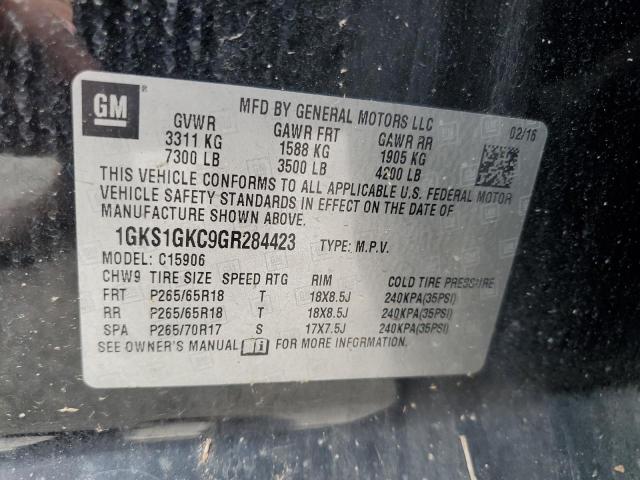 GM ®
MFD BY GENERAL MOTORS LLC
02/16
GVWR GAWR FRT GAWR RR
3311 KG 1588 KG 1905 KG
7300 LB 3500 LB 4200 LB
THIS VEHICLE CONFORMS TO ALL APPLICABLE U.S. FEDERAL MOTOR
VEHICLE SAFETY STANDARDS IN EFFECT ON THE DATE OF
MANUFACTURE SHOWN ABOVE.
1GKS1GKC9GR284423 TYPE: M.P.V.
MODEL: C15906
CHW9 TIRE SIZE SPEED RTG RIM COLD TIRE PRESSURE
FRT P265/65R18 T 18X8.5J 240KPA(35PSI)
RR P265/65R18 T 18X8.5J 240KPA(35PSI)
SPA P265/70R17 S 17X7.5J 240KPA(35PSI)
SEE OWNER'S MANUAL FOR MORE INFORMATION.